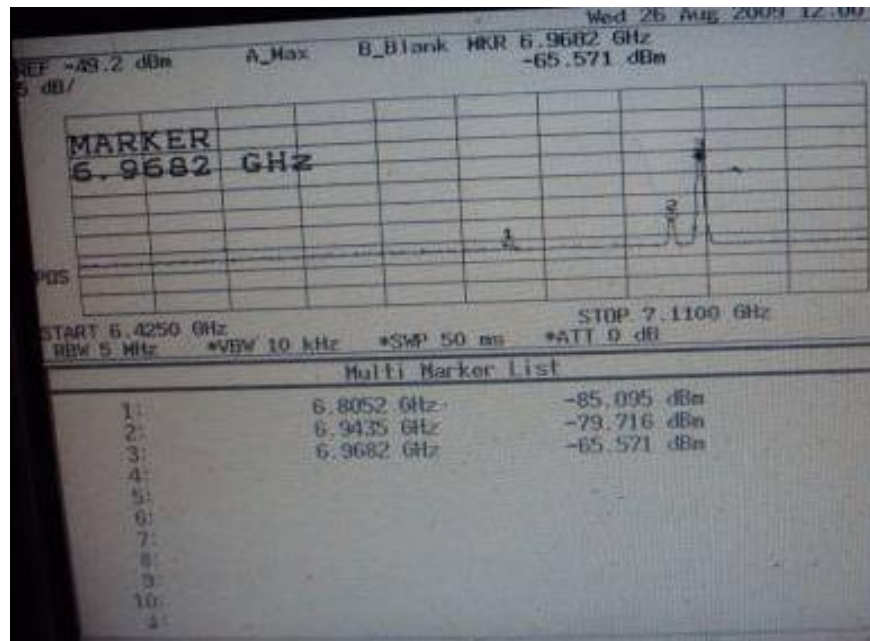 Wed 26 Aug 2009 12:00
REF -49.2 dBm A_Max B_Blank MKR 6.9682 GHz
-65.571 dBm
5 dB/
MARKER
6.9682 GHz
2
1
POS
START 6.4250 GHz STOP 7.1100 GHz
RBW 5 MHz *VBW 10 kHz *SWP 50 ms *ATT 0 dB
Multi Marker List
1: 6.8052 GHz -85.095 dBm
2: 6.9435 GHz -79.716 dBm
3: 6.9682 GHz -65.571 dBm
4:
5:
6:
7:
8:
9:
10: